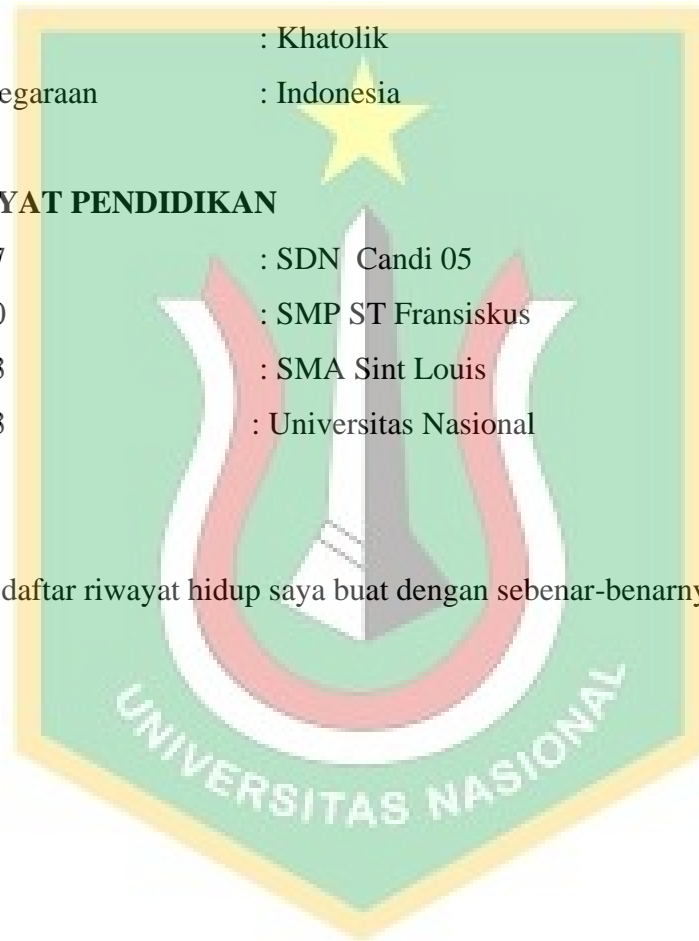 : Khatolik
egaraan : Indonesia
YAT PENDIDIKAN
7 : SDN Candi 05
0 : SMP ST Fransiskus
3 : SMA Sint Louis
3 : Universitas Nasional
daftar riwayat hidup saya buat dengan sebenar-benarny
UNIVERSITAS NASIONAL